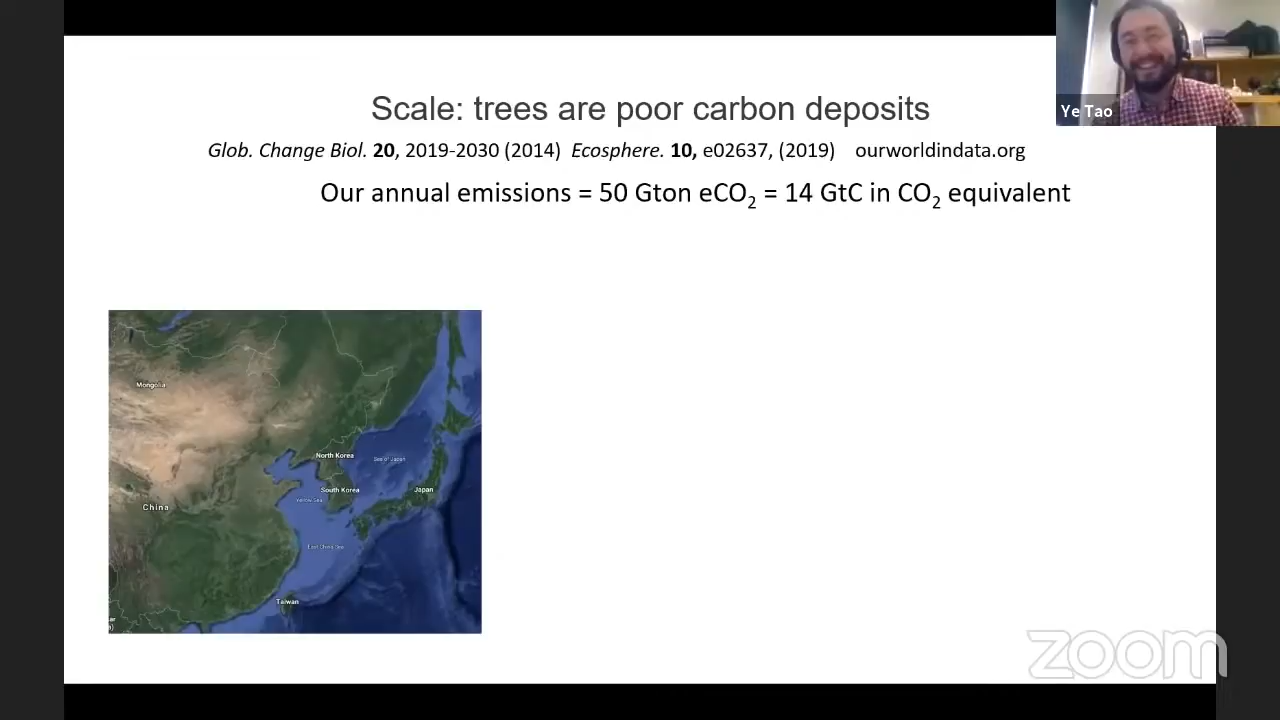 Scale: trees are poor carbon deposits
Ye Tao
Glob. Change Biol. 20, 2019-2030 (2014) Ecosphere. 10, e02637, (2019) ourworldindata.org
Our annual emissions = 50 Gton eCO₂ = 14 GtC in CO₂ equivalent
Mongolia
North Korea
Sea of Japan
South Korea
Japan
Yellow Sea
China
East China Sea
Taiwan
zoom